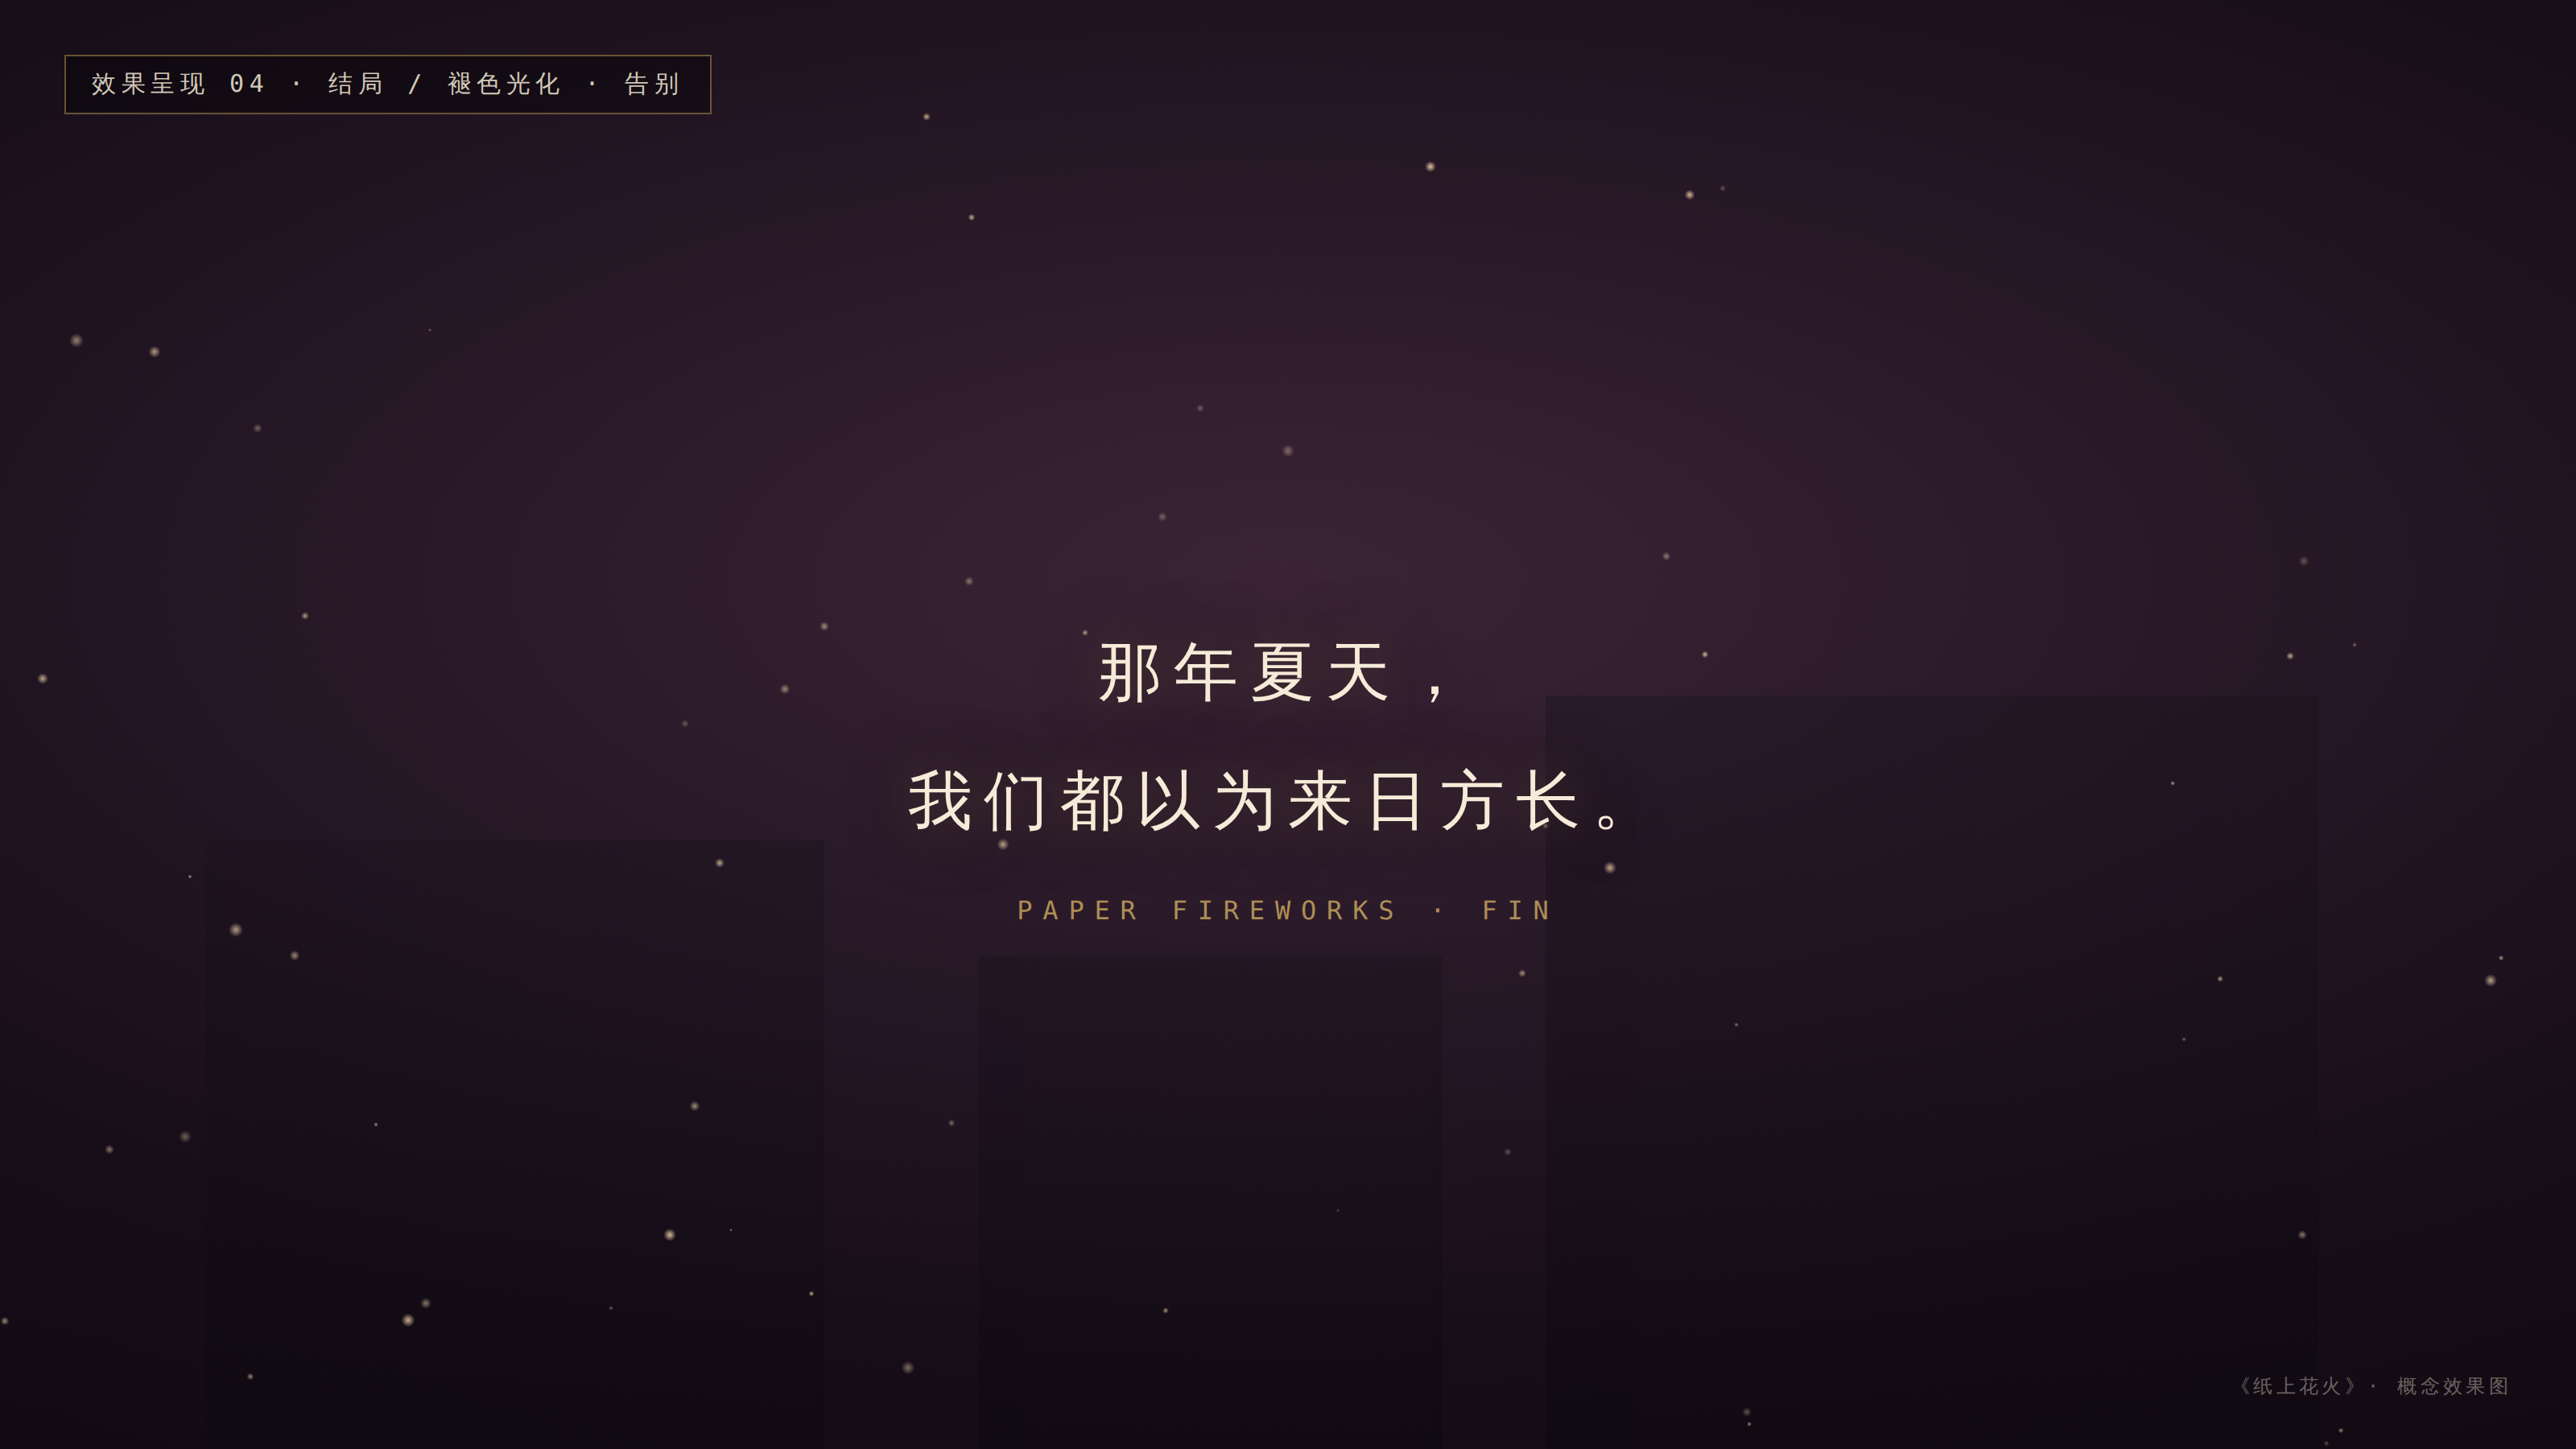 效果呈现 04 · 结局 / 褪色光化 · 告别
那年夏天，
我们都以为来日方长。
PAPER FIREWORKS · FIN
《纸上花火》· 概念效果图